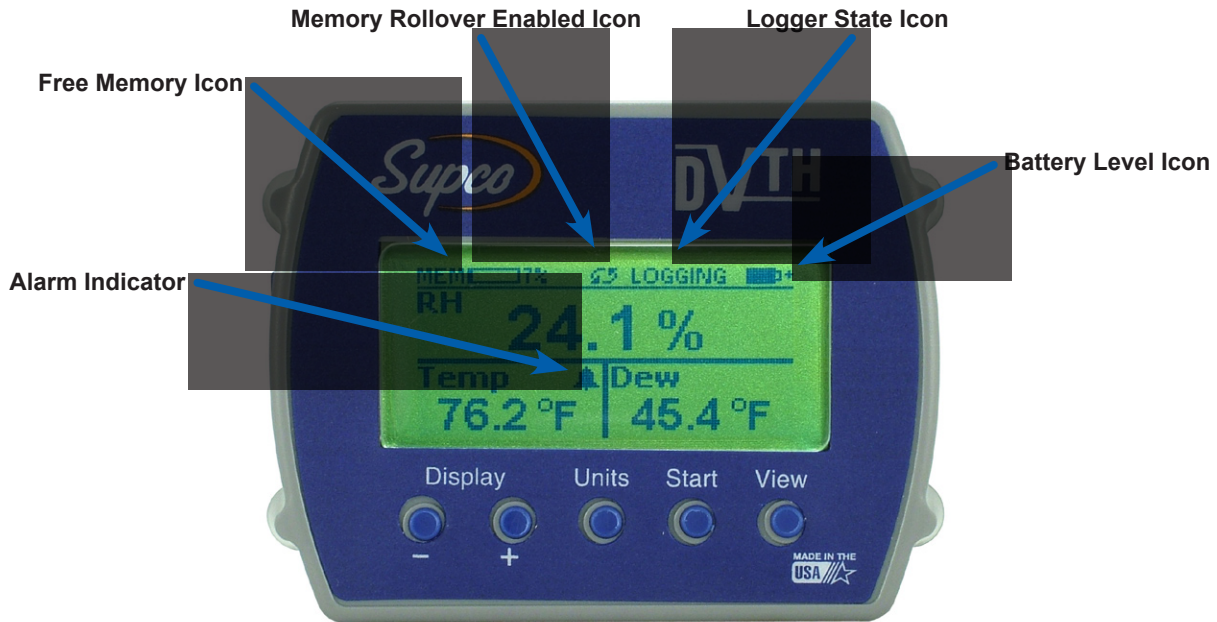 Memory Rollover Enabled Icon
Logger State Icon
Free Memory Icon
Battery Level Icon
Alarm Indicator
Supco
DVTH
MEM 7% LOGGING
RH
24.1 %
Temp Dew
76.2 °F 45.4 °F
Display Units Start View
- +
MADE IN THE
USA